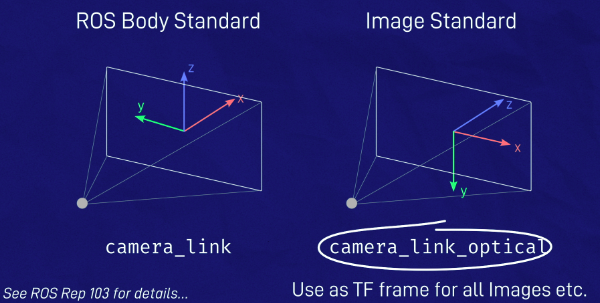 ROS Body Standard
Image Standard
z
x
y
z
x
y
camera_link
camera_link_optical
See ROS Rep 103 for details...
Use as TF frame for all Images etc.